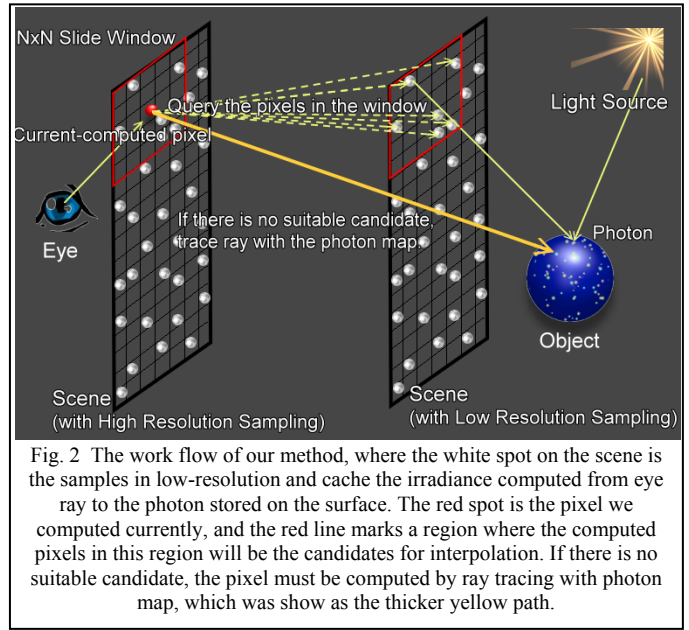 NxN Slide Window
Query the pixels in the window
Light Source
Current-computed pixel
If there is no suitable candidate,
trace ray with the photon map.
Photon
Eye
Object
Scene
(with High Resolution Sampling)
Scene
(with Low Resolution Sampling)
Fig. 2 The work flow of our method, where the white spot on the scene is
the samples in low-resolution and cache the irradiance computed from eye
ray to the photon stored on the surface. The red spot is the pixel we
computed currently, and the red line marks a region where the computed
pixels in this region will be the candidates for interpolation. If there is no
suitable candidate, the pixel must be computed by ray tracing with photon
map, which was show as the thicker yellow path.